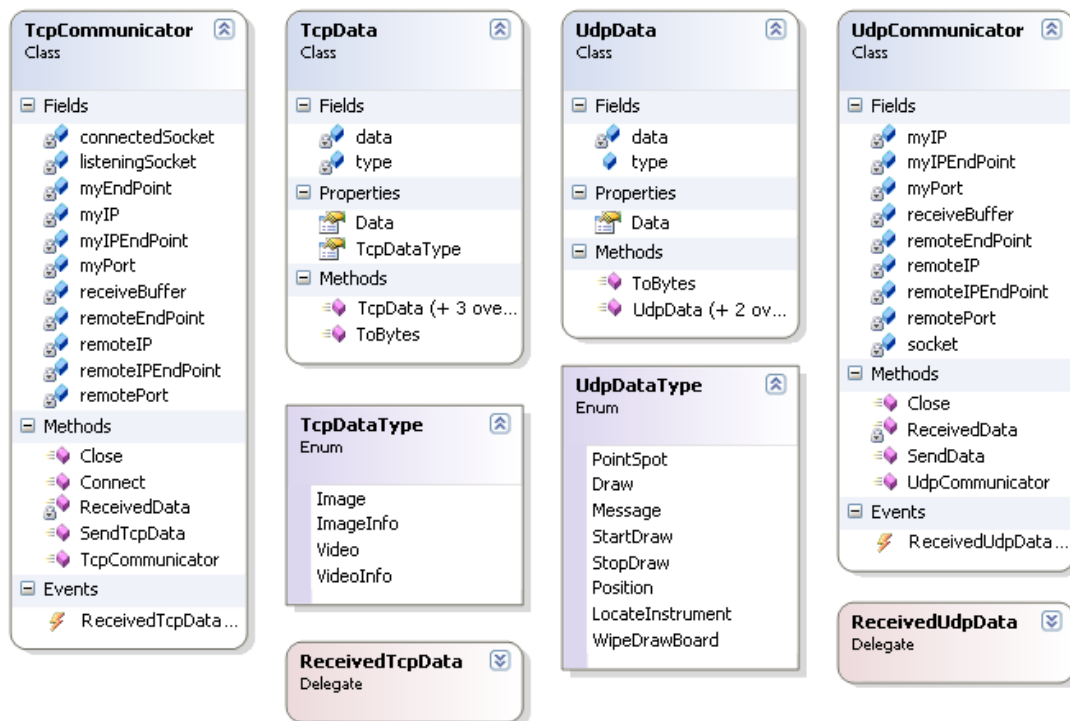 TcpCommunicator
Class
Fields
connectedSocket
listeningSocket
myEndPoint
myIP
myIPEndPoint
myPort
receiveBuffer
remoteEndPoint
remoteIP
remoteIPEndPoint
remotePort
Methods
Close
Connect
ReceivedData
SendTcpData
TcpCommunicator
Events
ReceivedTcpData...
TcpData
Class
Fields
data
type
Properties
Data
TcpDataType
Methods
TcpData (+ 3 ove...
ToBytes
TcpDataType
Enum
Image
ImageInfo
Video
VideoInfo
ReceivedTcpData
Delegate
UdpData
Class
Fields
data
type
Properties
Data
Methods
ToBytes
UdpData (+ 2 ov...
UdpDataType
Enum
PointSpot
Draw
Message
StartDraw
StopDraw
Position
LocateInstrument
WipeDrawBoard
UdpCommunicator
Class
Fields
myIP
myIPEndPoint
myPort
receiveBuffer
remoteEndPoint
remoteIP
remoteIPEndPoint
remotePort
socket
Methods
Close
ReceivedData
SendData
UdpCommunicator
Events
ReceivedUdpData...
ReceivedUdpData
Delegate